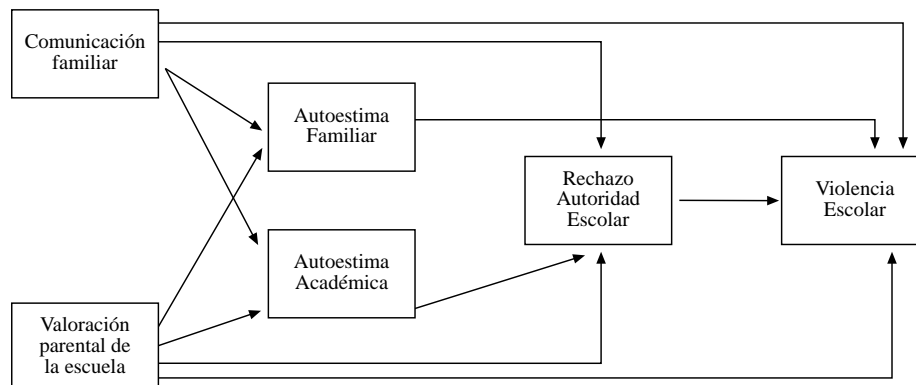 Comunicación
familiar
Autoestima
Familiar
Rechazo
Autoridad
Escolar
Violencia
Escolar
Autoestima
Académica
Valoración
parental de
la escuela